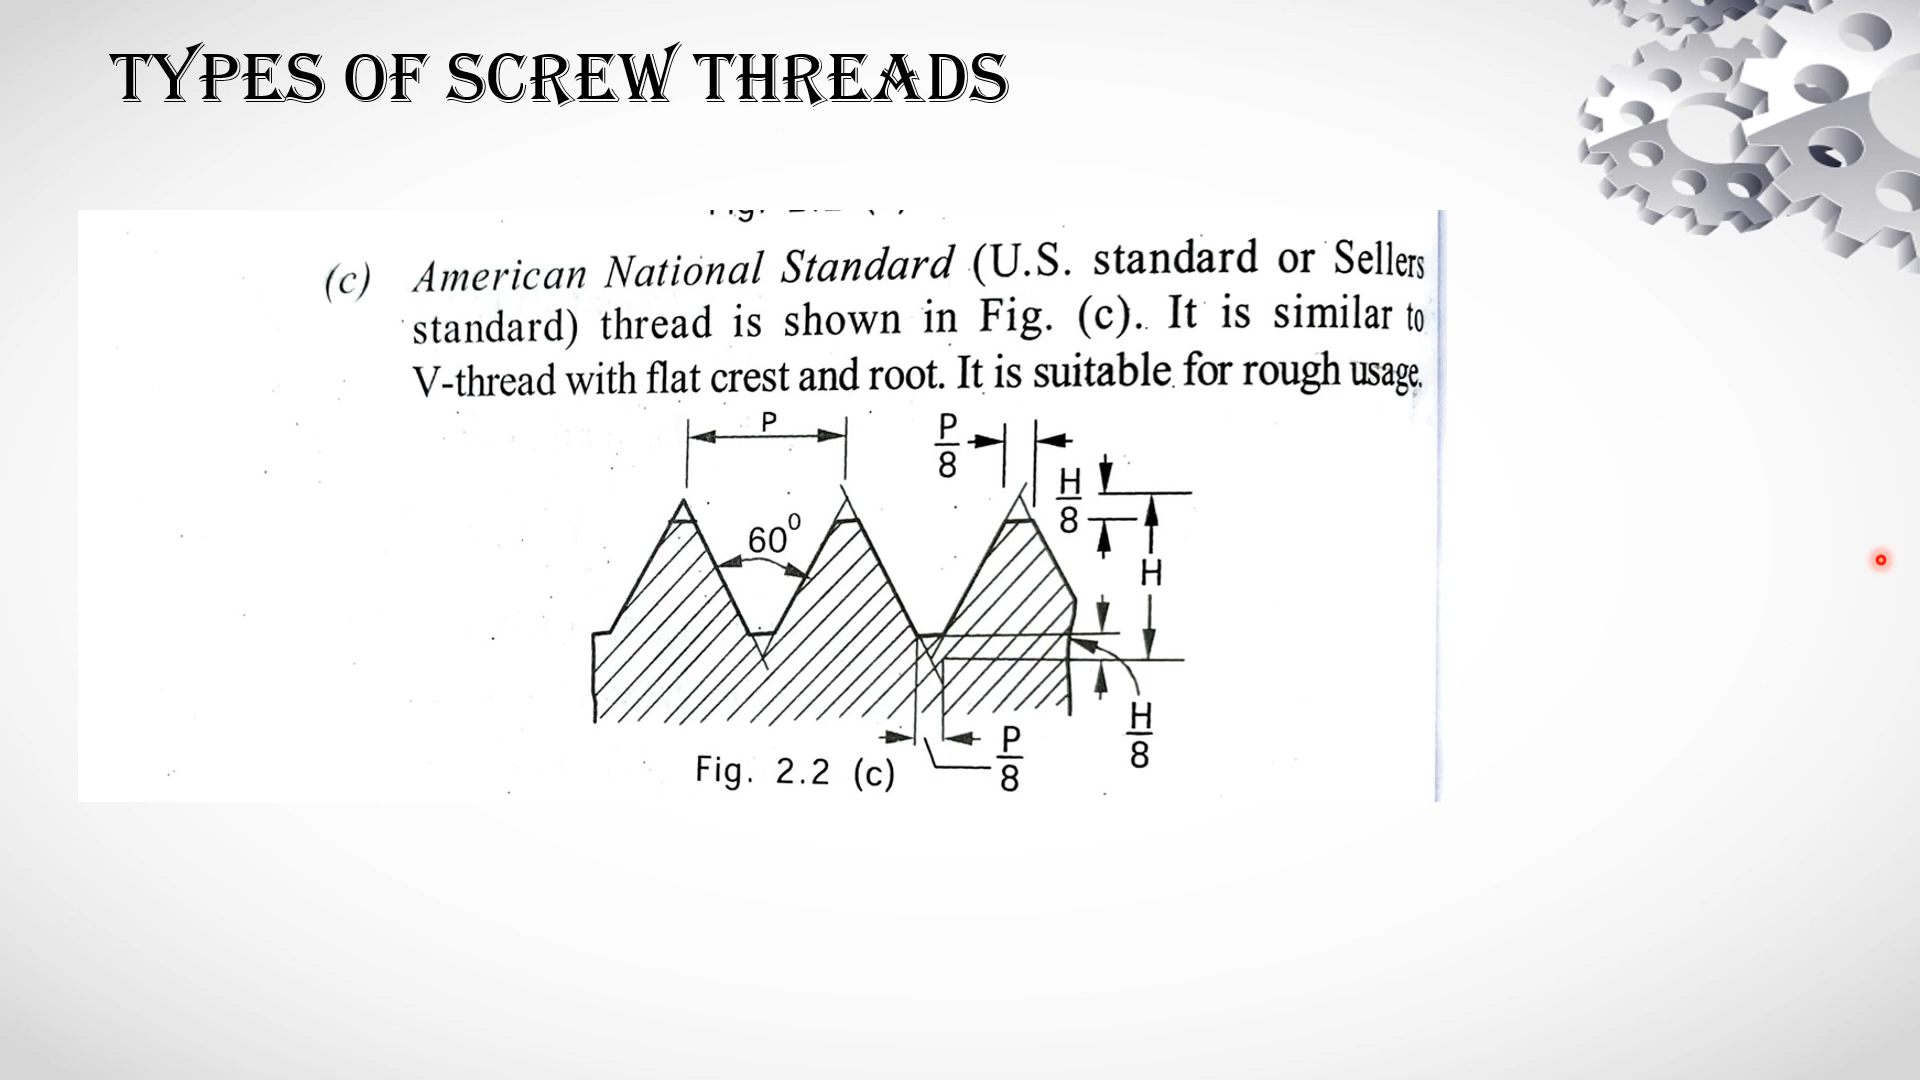 TYPES OF SCREW THREADS
(c) American National Standard (U.S. standard or Sellers
standard) thread is shown in Fig. (c). It is similar to
V-thread with flat crest and root. It is suitable for rough usage.
P
P
8
H
8
60⁰
H
H
8
P
8
Fig. 2.2 (c)